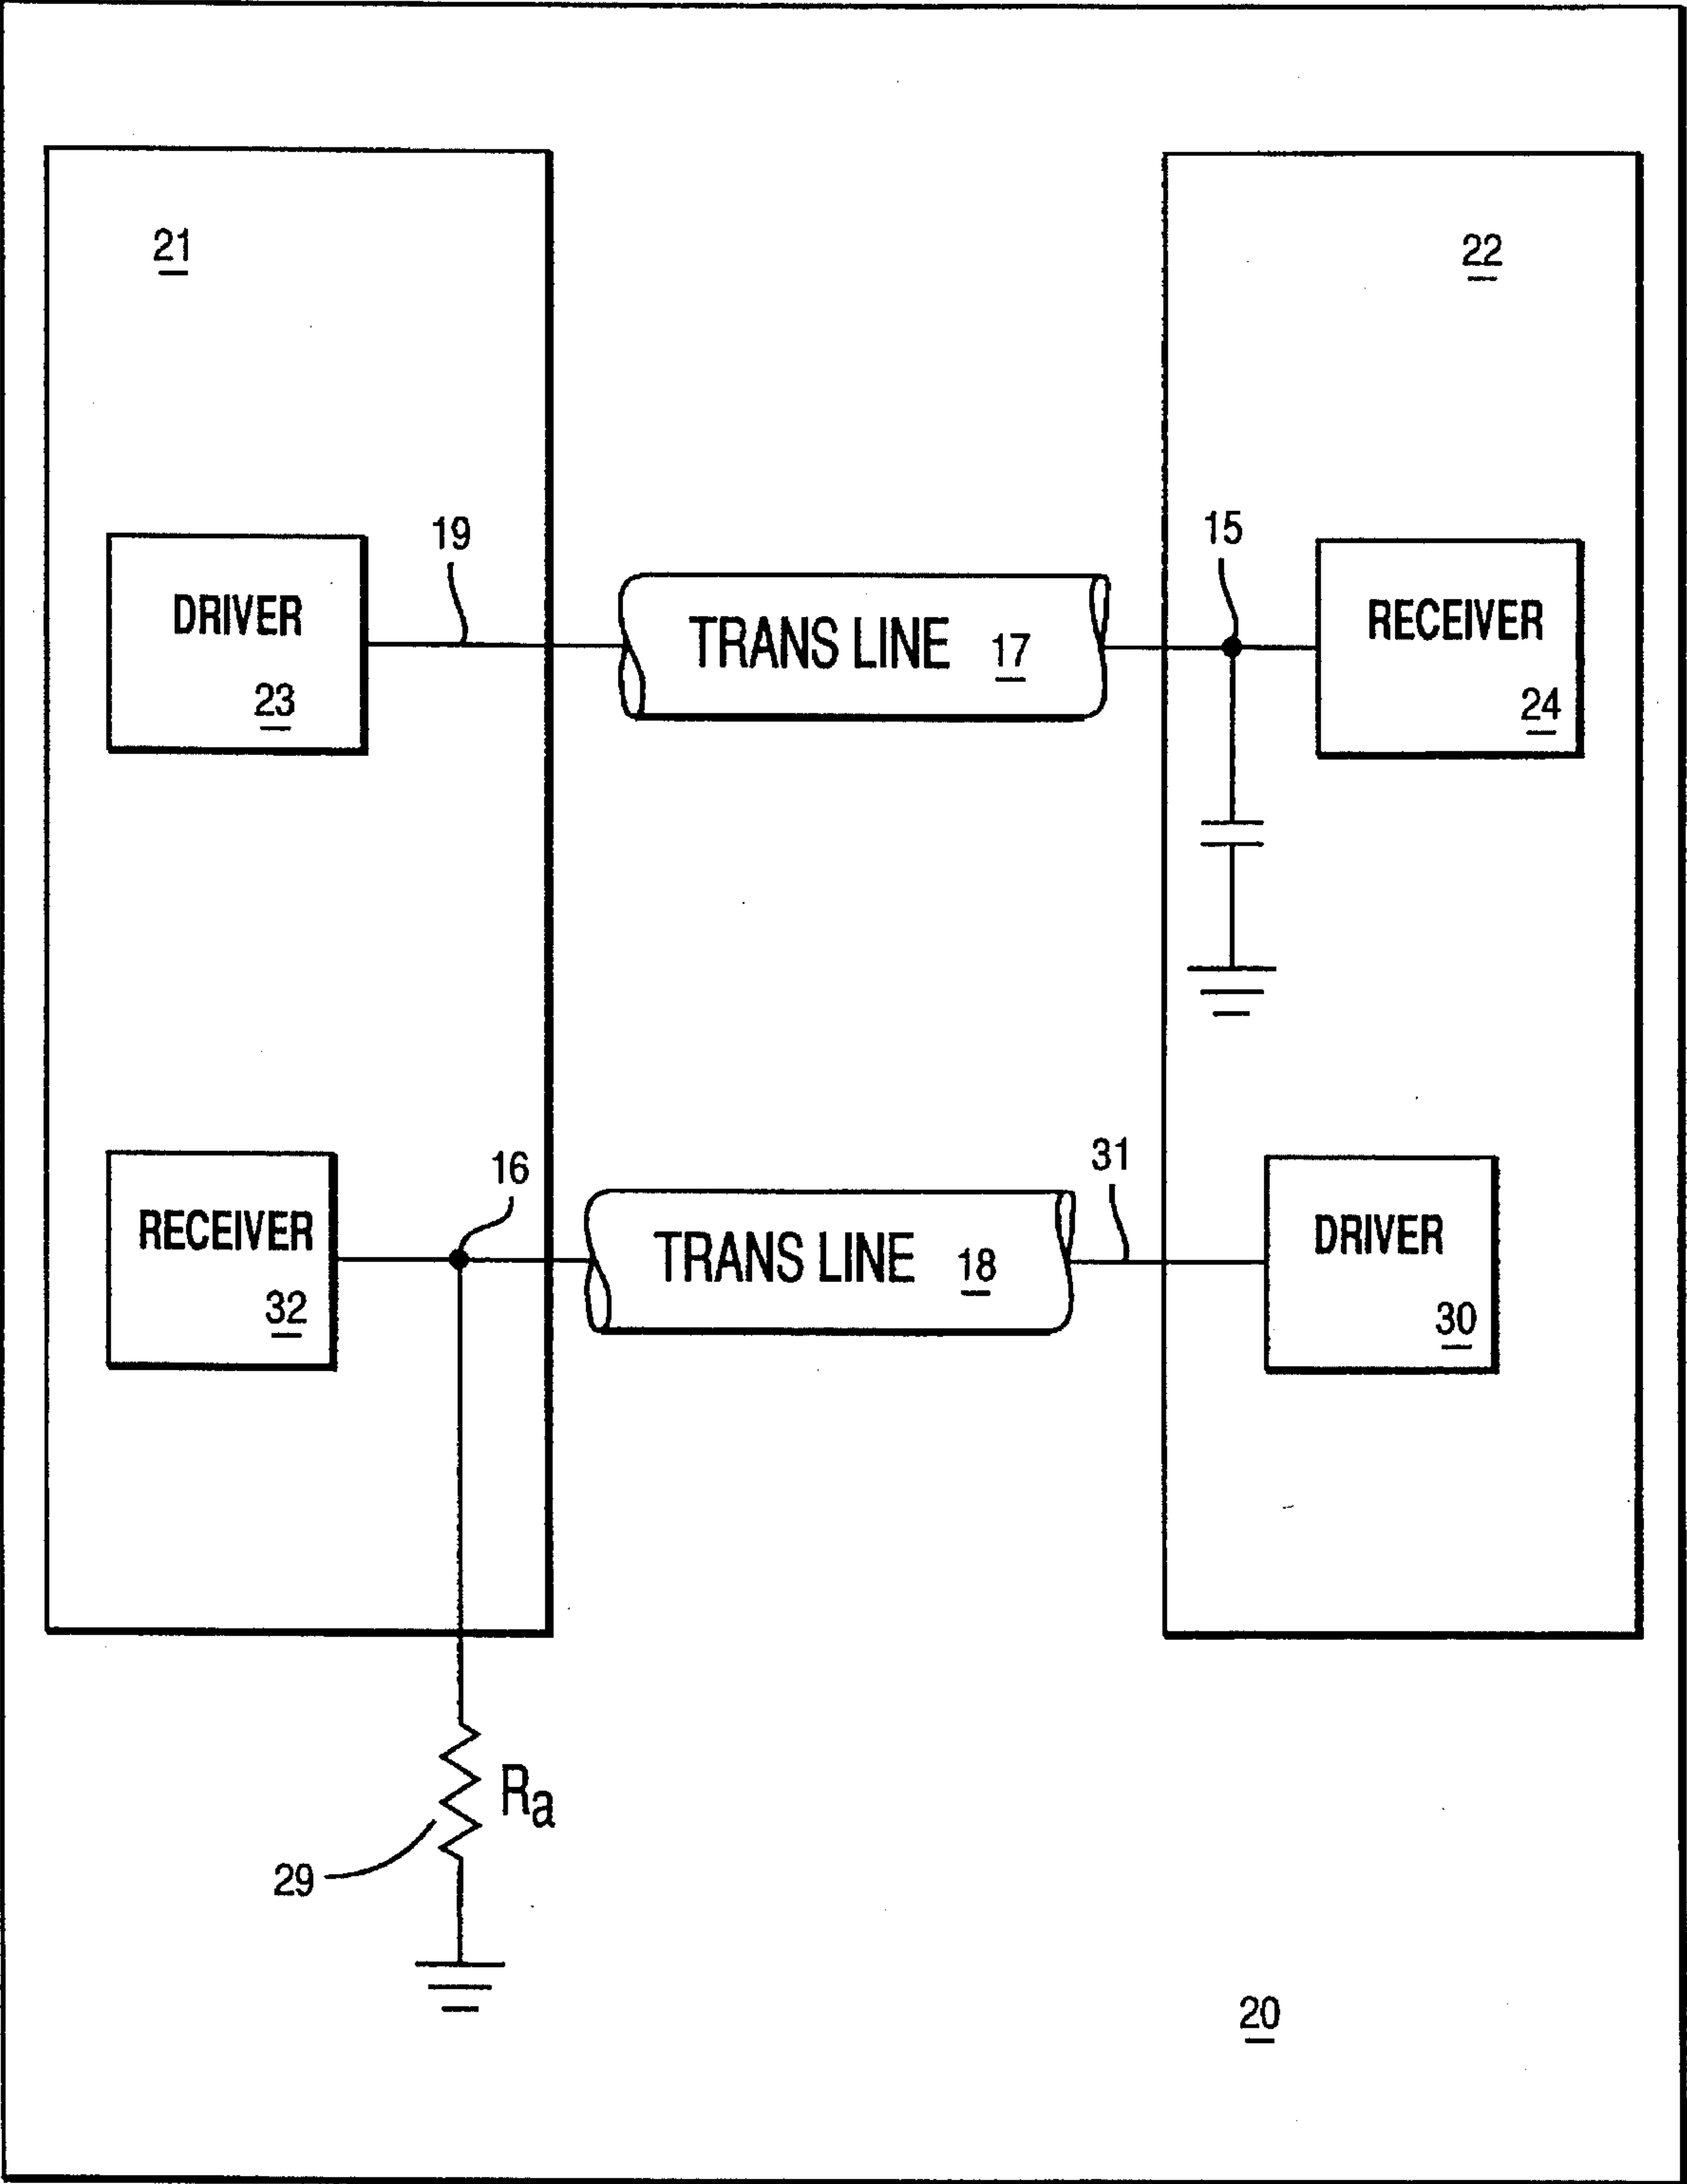 21
22
19
15
DRIVER
23
TRANS LINE 17
RECEIVER
24
16
31
RECEIVER
32
TRANS LINE 18
DRIVER
30
Ra
29
20